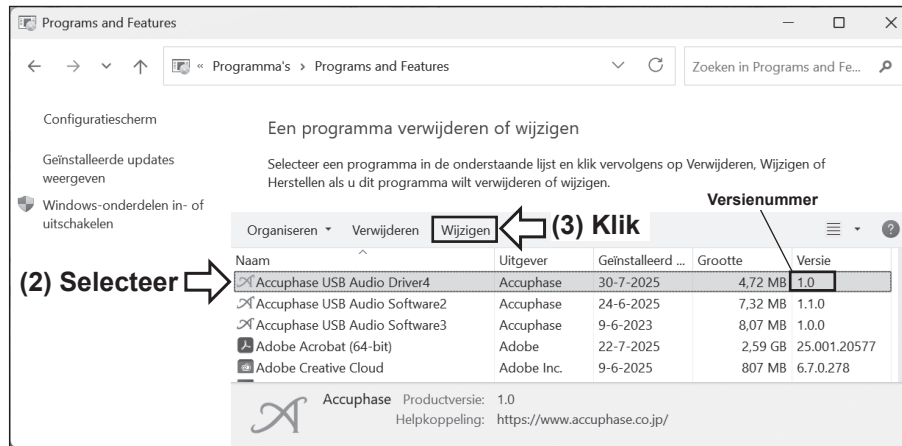 Programs and Features
« Programma's > Programs and Features
Zoeken in Programs and Fe...
Configuratiescherm
Geïnstalleerde updates
weergeven
Windows-onderdelen in- of
uitschakelen
Een programma verwijderen of wijzigen
Selecteer een programma in de onderstaande lijst en klik vervolgens op Verwijderen, Wijzigen of
Herstellen als u dit programma wilt verwijderen of wijzigen.
Versienummer
Organiseren Verwijderen Wijzigen
(3) Klik
Naam Uitgever Geïnstalleerd ... Grootte Versie
(2) Selecteer
Accuphase USB Audio Driver4 Accuphase 30-7-2025 4,72 MB 1.0
Accuphase USB Audio Software2 Accuphase 24-6-2025 7,32 MB 1.1.0
Accuphase USB Audio Software3 Accuphase 9-6-2023 8,07 MB 1.0.0
Adobe Acrobat (64-bit) Adobe 22-7-2025 2,59 GB 25.001.20577
Adobe Creative Cloud Adobe Inc. 9-6-2025 807 MB 6.7.0.278
Accuphase Productversie: 1.0
Helpkoppeling: https://www.accuphase.co.jp/